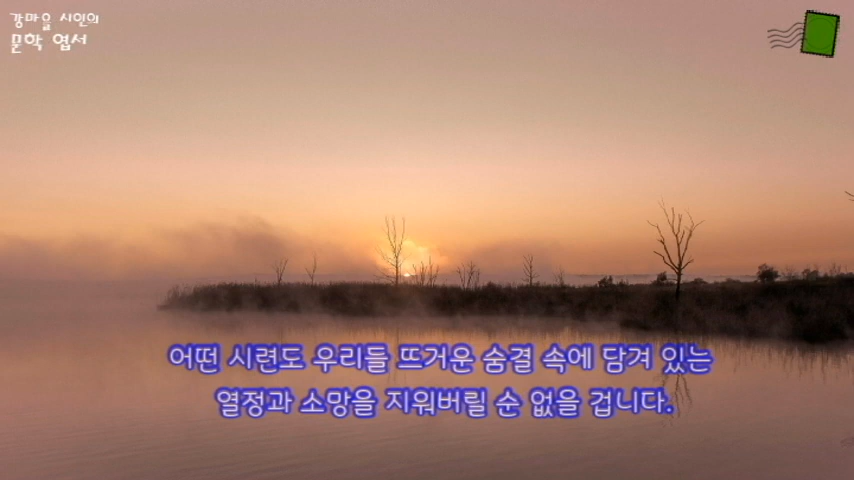 강마을 시인의
문학 엽서
어떤 시련도 우리들 뜨거운 숨결 속에 담겨 있는
열정과 소망을 지워버릴 순 없을 겁니다.